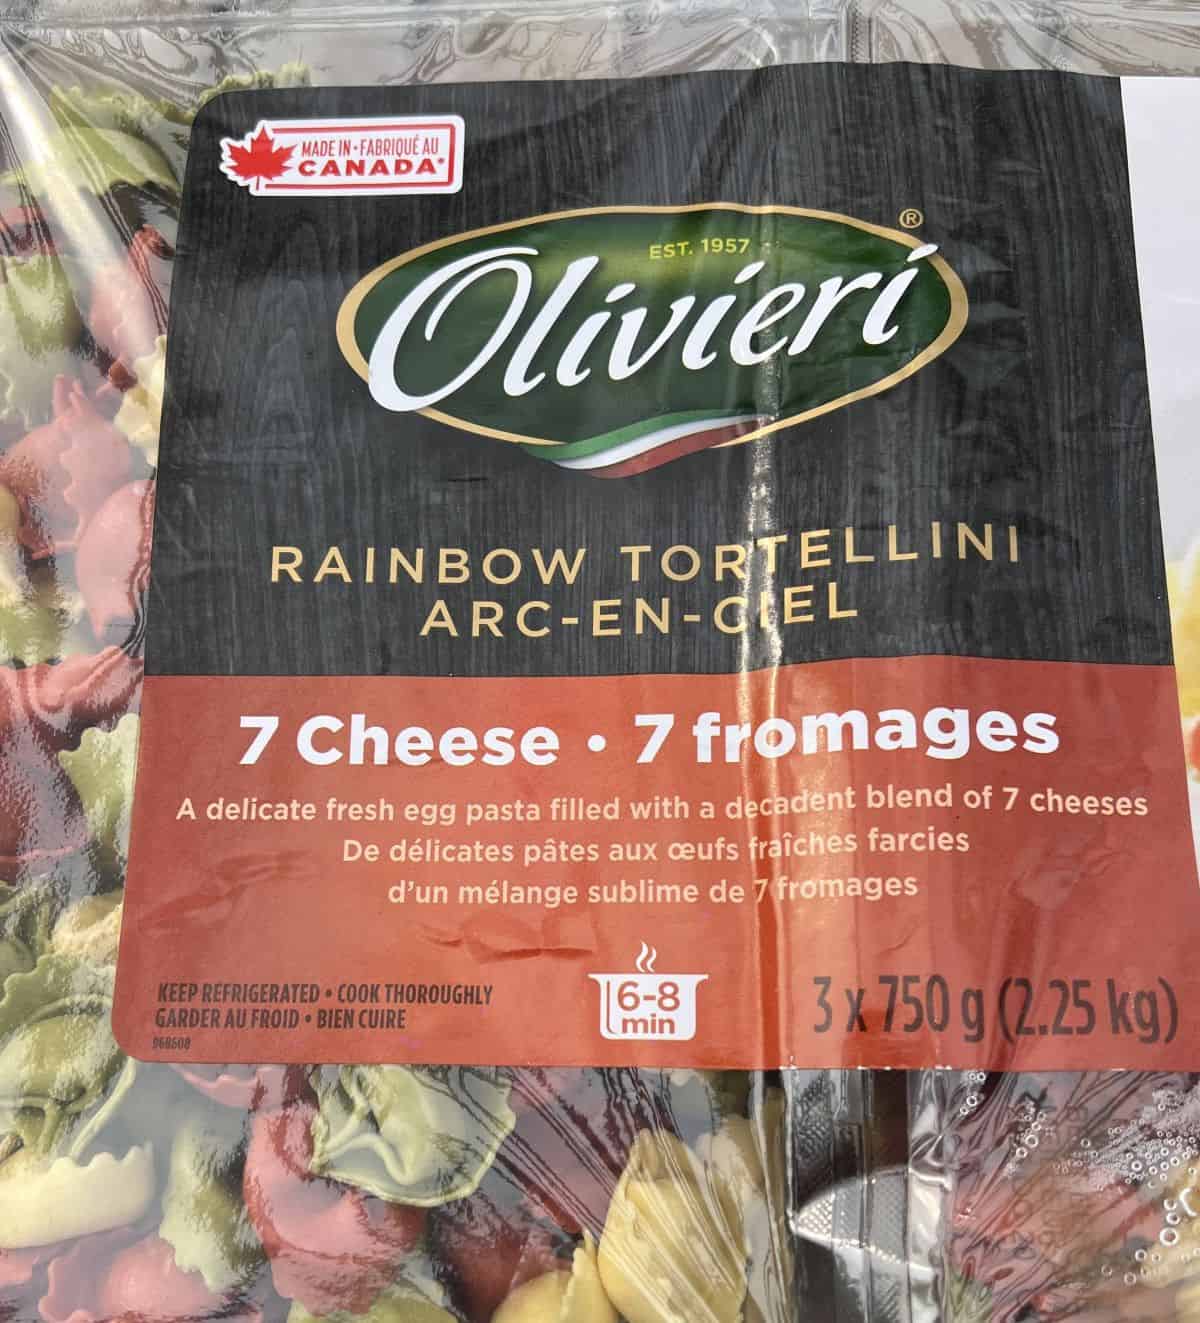 MADE IN • FABRIQUÉ AU
CANADA*
EST. 1957
Olivieri®
RAINBOW TORTELLINI
ARC-EN-CIEL
7 Cheese • 7 fromages
A delicate fresh egg pasta filled with a decadent blend of 7 cheeses
De délicates pâtes aux œufs fraîches farcies
d'un mélange sublime de 7 fromages
KEEP REFRIGERATED • COOK THOROUGHLY
GARDER AU FROID • BIEN CUIRE
968608
6-8
min
3 x 750 g (2.25 kg)